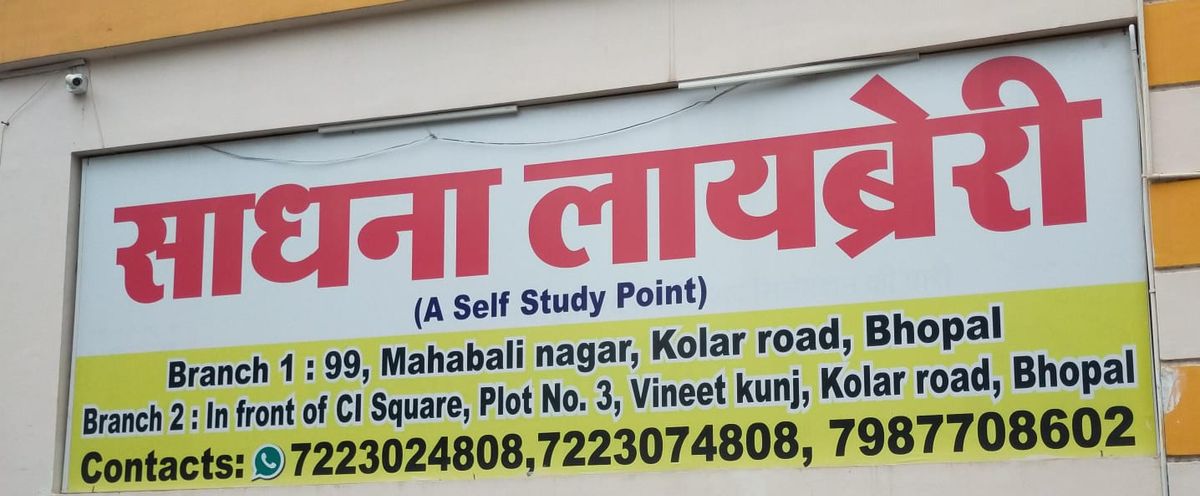 साधना लायब्रेरी
(A Self Study Point)
Branch 1 : 99, Mahabali nagar, Kolar road, Bhopal
Branch 2 : In front of CI Square, Plot No. 3, Vineet kunj, Kolar road, Bhopal
Contacts: 7223024808,7223074808, 7987708602